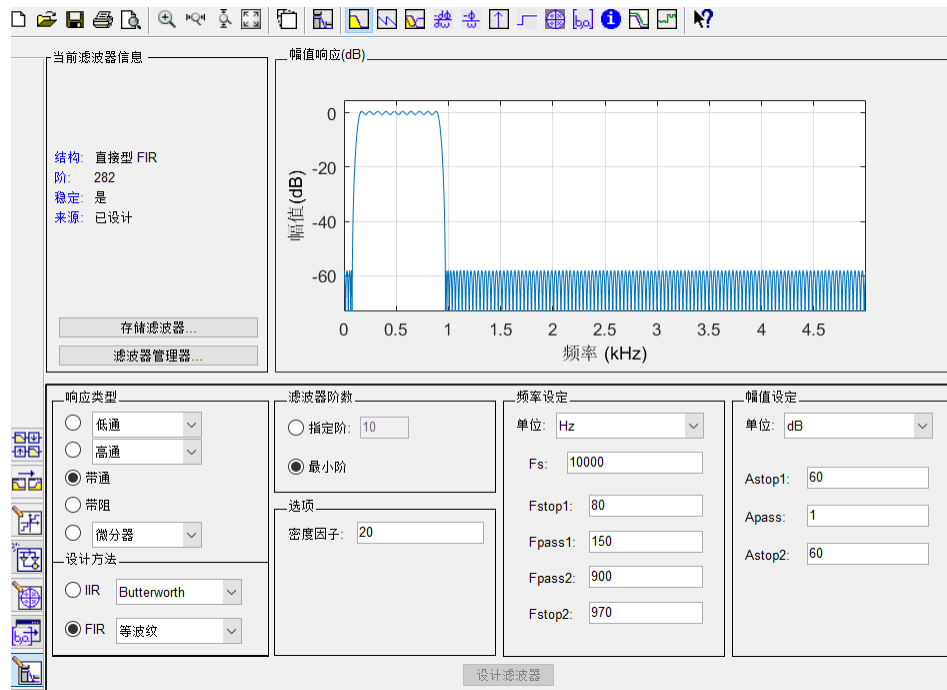 当前滤波器信息
结构: 直接型 FIR
阶: 282
稳定: 是
来源: 已设计
存储滤波器...
滤波器管理器...
幅值响应(dB)
幅值(dB)
0
-20
-40
-60
0 0.5 1 1.5 2 2.5 3 3.5 4 4.5
频率 (kHz)
响应类型
低通
高通
带通
带阻
微分器
设计方法
IIR Butterworth
FIR 等波纹
滤波器阶数
指定阶: 10
最小阶
选项
密度因子: 20
频率设定
单位: Hz
Fs: 10000
Fstop1: 80
Fpass1: 150
Fpass2: 900
Fstop2: 970
幅值设定
单位: dB
Astop1: 60
Apass: 1
Astop2: 60
设计滤波器